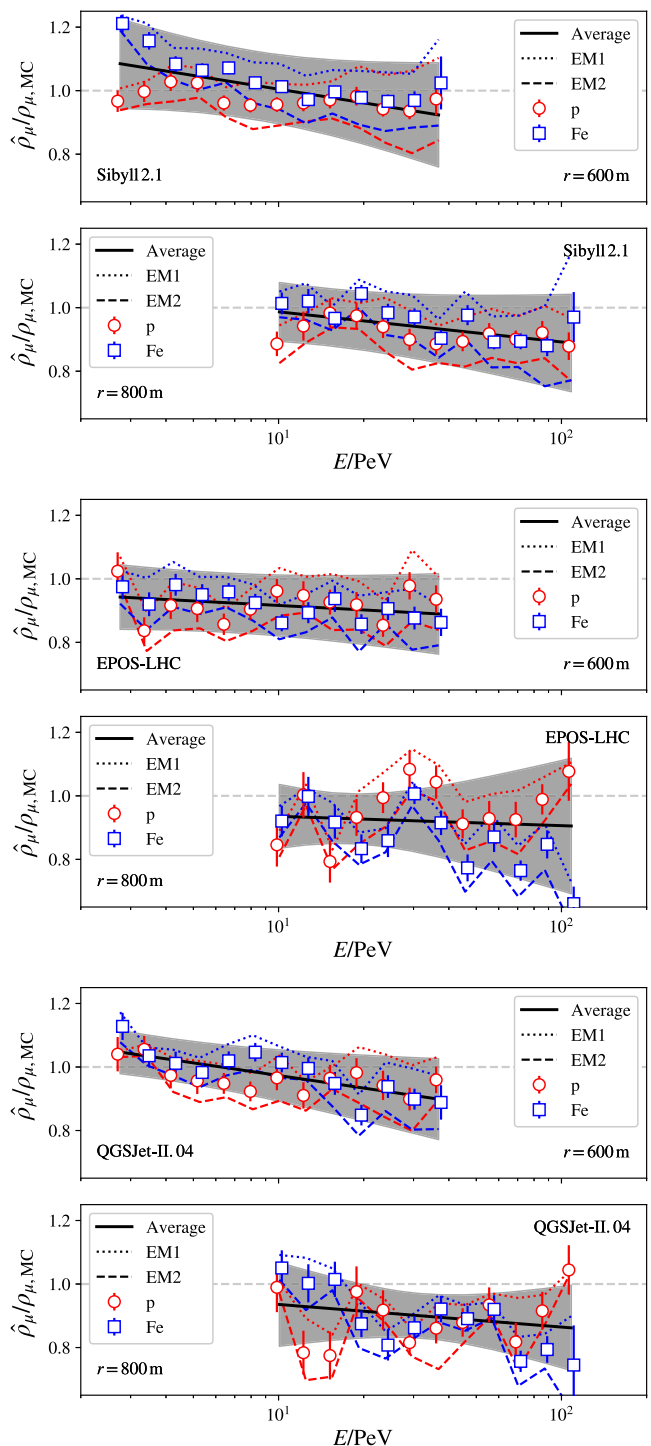 1.2
1.0
0.8
ρ̂μ/ρμ,MC
Average
EM1
EM2
p
Fe
Sibyll 2.1
r = 600 m
1.2
1.0
0.8
ρ̂μ/ρμ,MC
Average
EM1
EM2
p
Fe
Sibyll 2.1
r = 800 m
10¹
10²
E/PeV
1.2
1.0
0.8
ρ̂μ/ρμ,MC
Average
EM1
EM2
p
Fe
EPOS-LHC
r = 600 m
1.2
1.0
0.8
ρ̂μ/ρμ,MC
Average
EM1
EM2
p
Fe
EPOS-LHC
r = 800 m
10¹
10²
E/PeV
1.2
1.0
0.8
ρ̂μ/ρμ,MC
Average
EM1
EM2
p
Fe
QGSJet-II. 04
r = 600 m
1.2
1.0
0.8
ρ̂μ/ρμ,MC
Average
EM1
EM2
p
Fe
QGSJet-II. 04
r = 800 m
10¹
10²
E/PeV